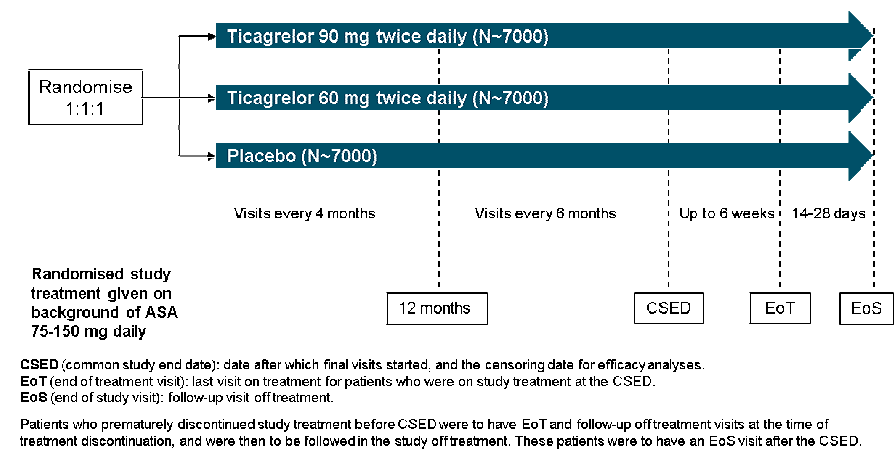 Ticagrelor 90 mg twice daily (N~7000)
Randomise
1:1:1
Ticagrelor 60 mg twice daily (N~7000)
Placebo (N~7000)
Visits every 4 months
Visits every 6 months
Up to 6 weeks
14-28 days
Randomised study
treatment given on
background of ASA
75-150 mg daily
12 months
CSED
EoT
EoS
CSED (common study end date): date after which final visits started, and the censoring date for efficacy analyses.
EoT (end of treatment visit): last visit on treatment for patients who were on study treatment at the CSED.
EoS (end of study visit): follow-up visit off treatment.
Patients who prematurely discontinued study treatment before CSED were to have EoT and follow-up off treatment visits at the time of
treatment discontinuation, and were then to be followed in the study off treatment. These patients were to have an EoS visit after the CSED.